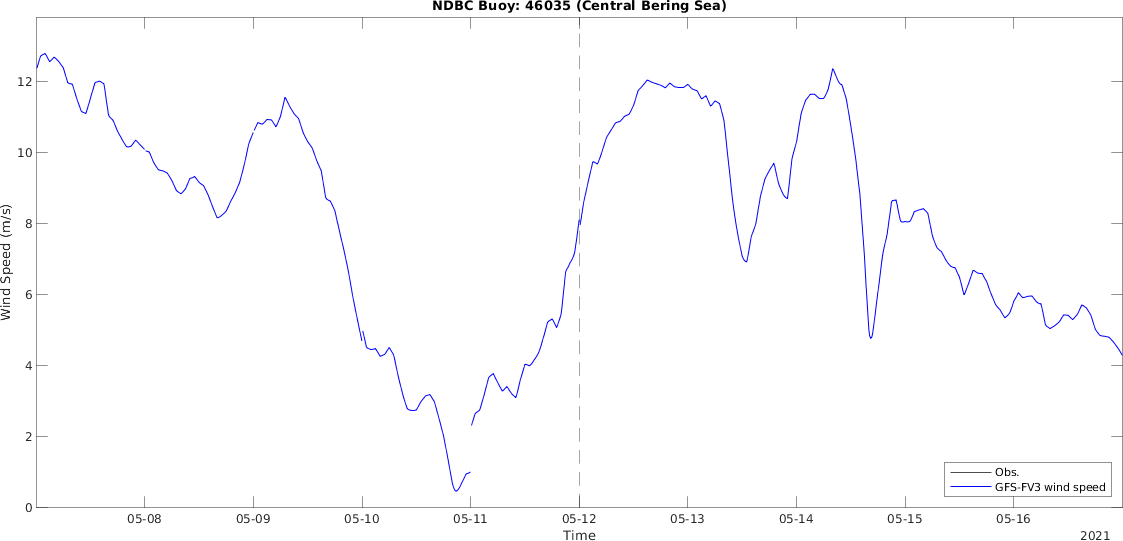 NDBC Buoy: 46035 (Central Bering Sea)
Wind Speed (m/s)
12
10
8
6
4
2
0
Obs.
GFS-FV3 wind speed
05-08 05-09 05-10 05-11 05-12 05-13 05-14 05-15 05-16
Time
2021